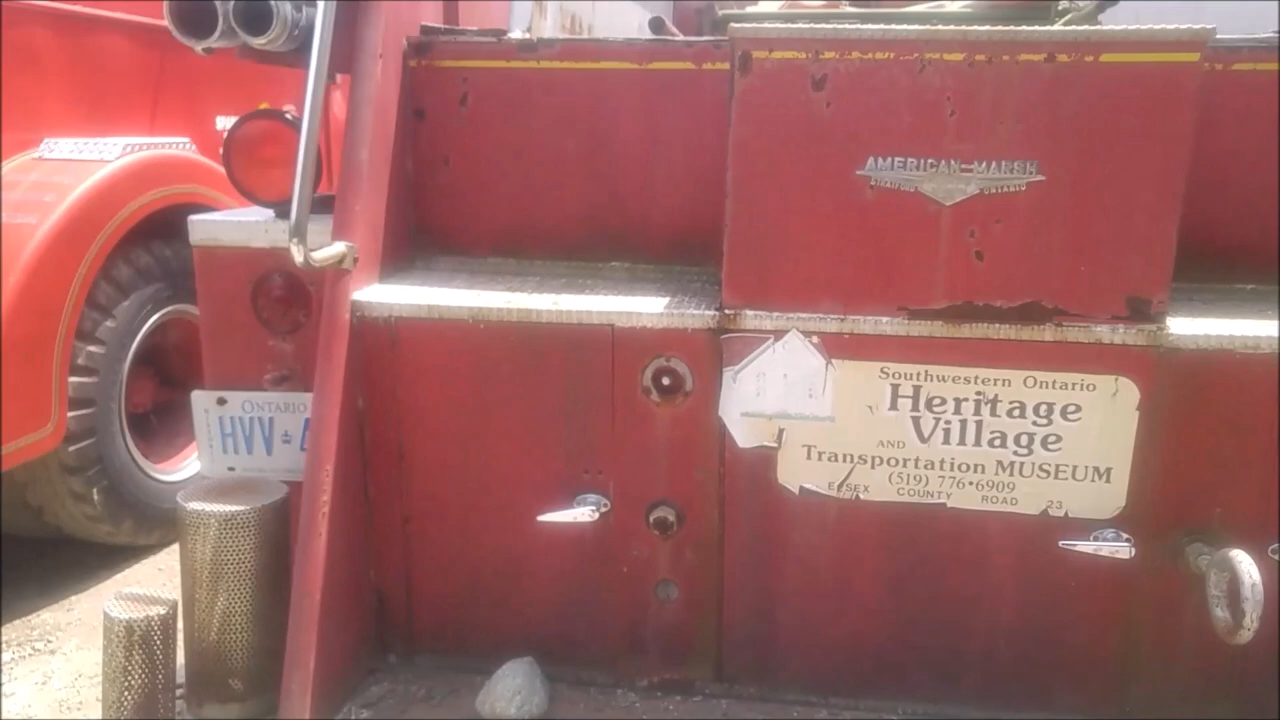 AMERICAN-MARSH
STRATFORD ONTARIO
ONTARIO
HVV
Southwestern Ontario
Heritage
Village
AND
Transportation MUSEUM
(519) 776•6909
ESSEX COUNTY ROAD 23